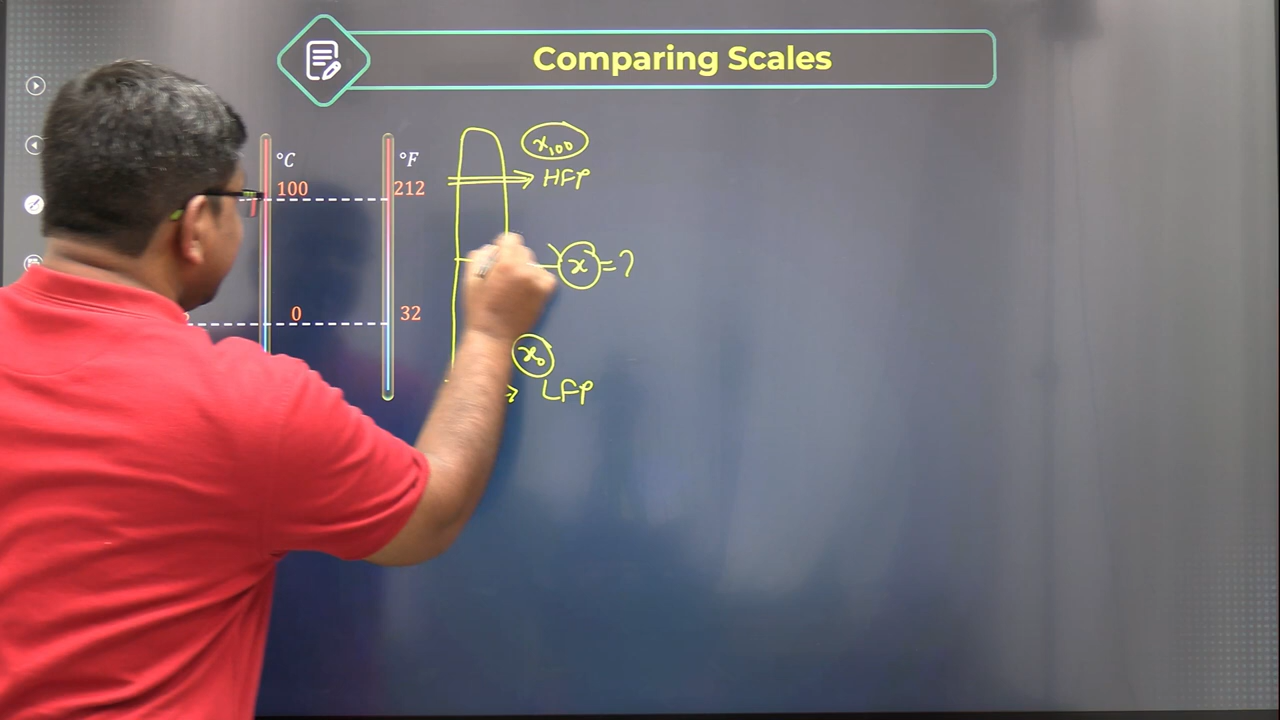 Comparing Scales
°C
°F
100
212
0
32
x₁₀₀
HFP
x = ?
x₀
LFP